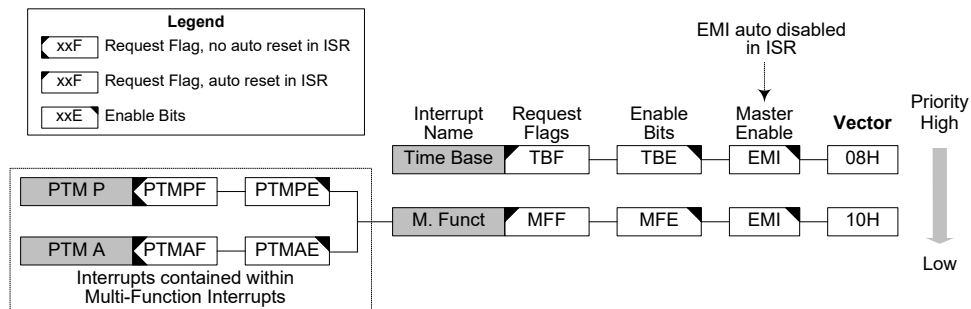 Legend
xxF Request Flag, no auto reset in ISR
xxF Request Flag, auto reset in ISR
xxE Enable Bits
EMI auto disabled
in ISR
Interrupt Name
Request Flags
Enable Bits
Master Enable
Vector
Priority
High
Time Base TBF TBE EMI 08H
PTM P PTMPF PTMPE
M. Funct MFF MFE EMI 10H
PTM A PTMAF PTMAE
Low
Interrupts contained within
Multi-Function Interrupts